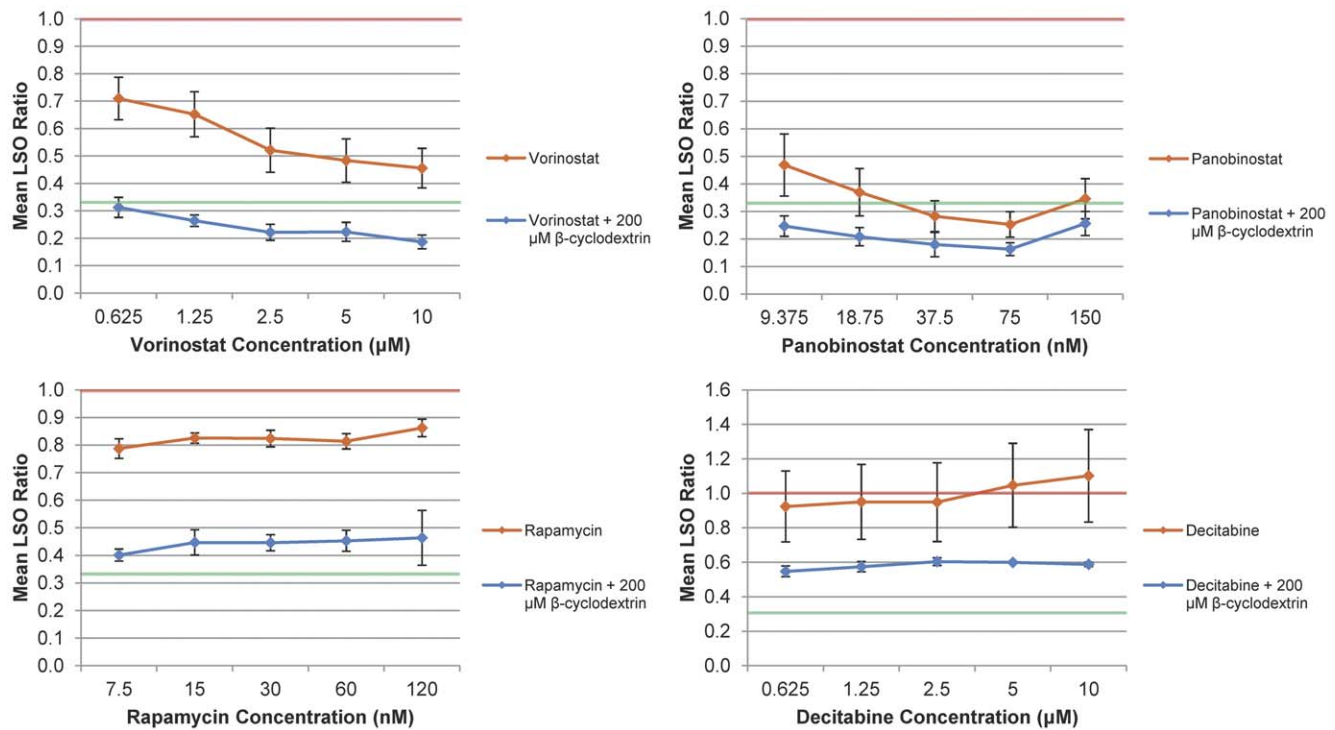 Mean LSO Ratio
1.0
0.9
0.8
0.7
0.6
0.5
0.4
0.3
0.2
0.1
0.0
0.625 1.25 2.5 5 10
Vorinostat Concentration (µM)
Vorinostat
Vorinostat + 200
µM β-cyclodextrin
Mean LSO Ratio
1.0
0.9
0.8
0.7
0.6
0.5
0.4
0.3
0.2
0.1
0.0
9.375 18.75 37.5 75 150
Panobinostat Concentration (nM)
Panobinostat
Panobinostat + 200
µM β-cyclodextrin
Mean LSO Ratio
1.0
0.9
0.8
0.7
0.6
0.5
0.4
0.3
0.2
0.1
0.0
7.5 15 30 60 120
Rapamycin Concentration (nM)
Rapamycin
Rapamycin + 200
µM β-cyclodextrin
Mean LSO Ratio
1.6
1.4
1.2
1.0
0.8
0.6
0.4
0.2
0.0
0.625 1.25 2.5 5 10
Decitabine Concentration (µM)
Decitabine
Decitabine + 200
µM β-cyclodextrin